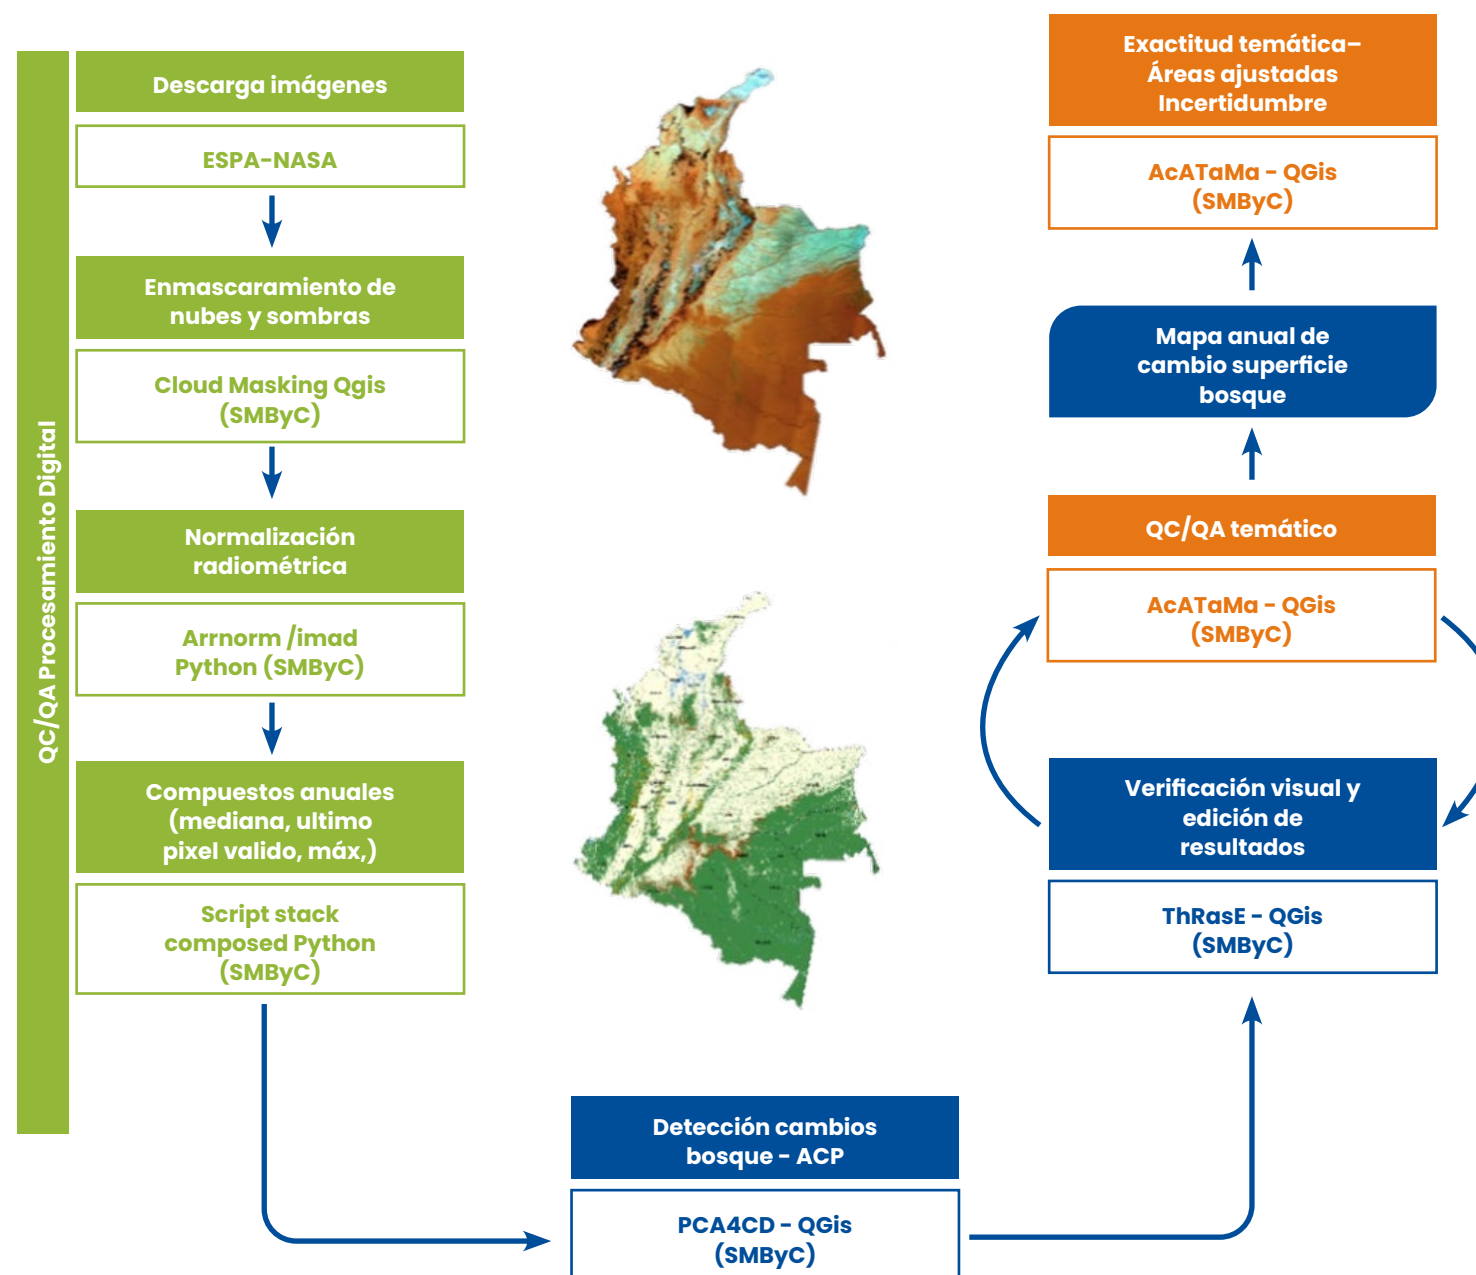 QC/QA Procesamiento Digital
Descarga imágenes
ESPA-NASA
Enmascaramiento de
nubes y sombras
Cloud Masking Qgis
(SMByC)
Normalización
radiométrica
Arrnorm /imad
Python (SMByC)
Compuestos anuales
(mediana, ultimo
pixel valido, máx,)
Script stack
composed Python
(SMByC)
Detección cambios
bosque - ACP
PCA4CD - QGis
(SMByC)
Verificación visual y
edición de
resultados
ThRasE - QGis
(SMByC)
QC/QA temático
AcATaMa - QGis
(SMByC)
Mapa anual de
cambio superficie
bosque
Exactitud temática–
Áreas ajustadas
Incertidumbre
AcATaMa - QGis
(SMByC)